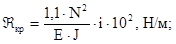 ℜкр = (1,1·N²)/(E·J) · i · 10², Н/м;